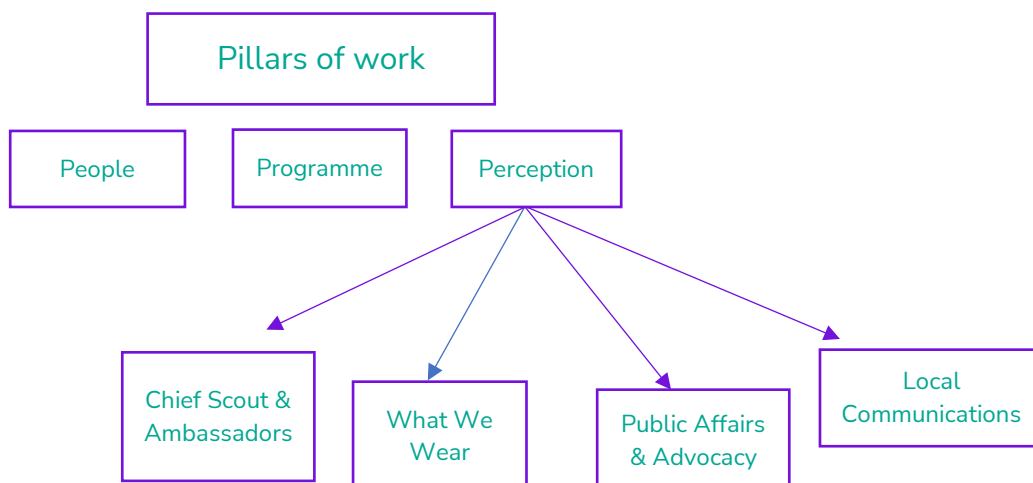 Pillars of work
People
Programme
Perception
Chief Scout &
Ambassadors
What We
Wear
Public Affairs
& Advocacy
Local
Communications